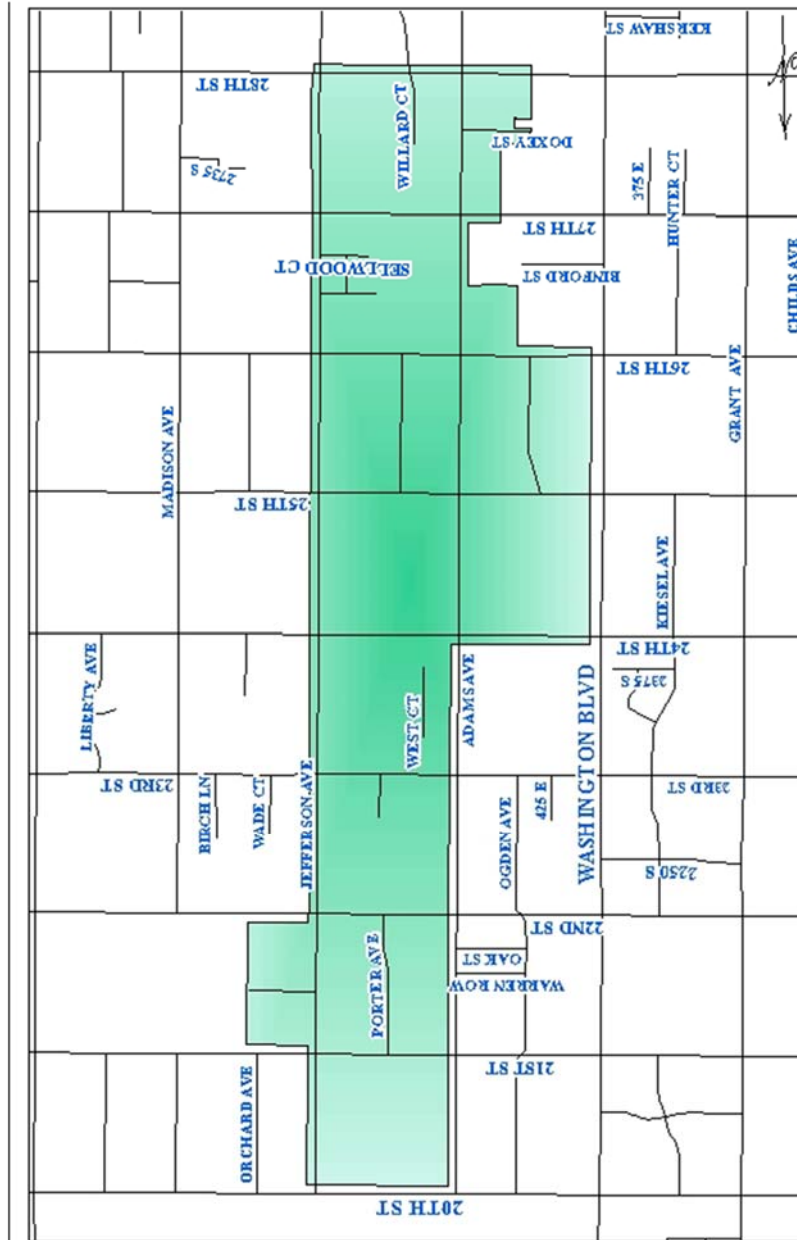 KERSHAW ST
28TH ST
WILLARD CT
DOXEY ST
2735 S
375 E
HUNTER CT
27TH ST
SELLWOOD CT
BINFORD ST
CHILDS AVE
26TH ST
GRANT AVE
MADISON AVE
25TH ST
KIESEL AVE
24TH ST
LIBERTY AVE
2375 S
ADAMS AVE
WEST CT
WASHINGTON BLVD
23RD ST
23RD ST
BIRCH LN
WADE CT
JEFFERSON AVE
OGDEN AVE
425 E
2250 S
22ND ST
PORTER AVE
OAK ST
WARREN ROW
21ST ST
ORCHARD AVE
20TH ST